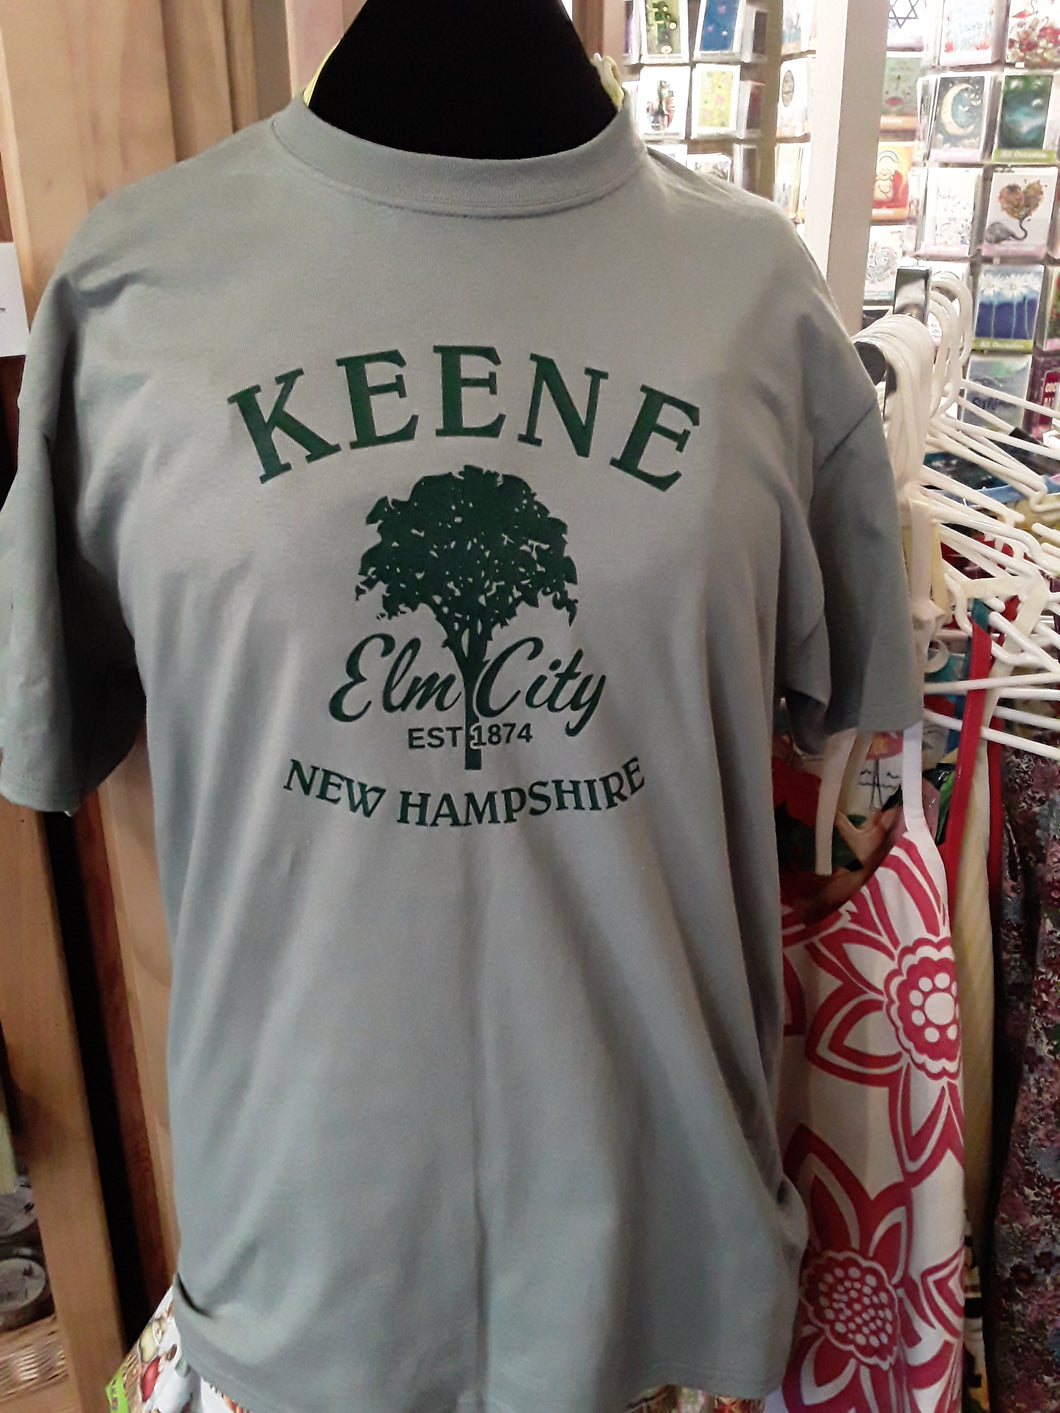 KEENE
Elm City
EST 1874
NEW HAMPSHIRE